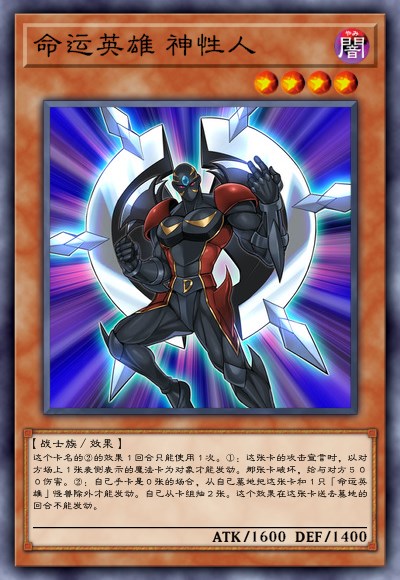 命运英雄 神性人
やみ
闇
【战士族／效果】
这个卡名的②的效果1回合只能使用1次。①：这张卡的攻击宣言时，以对
方场上1张表侧表示的魔法卡为对象才能发动。那张卡破坏，给与对方５０
０伤害。②：自己手卡是0张的场合，从自己墓地把这张卡和1只「命运英
雄」怪兽除外才能发动。自己从卡组抽2张。这个效果在这张卡送去墓地的
回合不能发动。
ATK/1600 DEF/1400